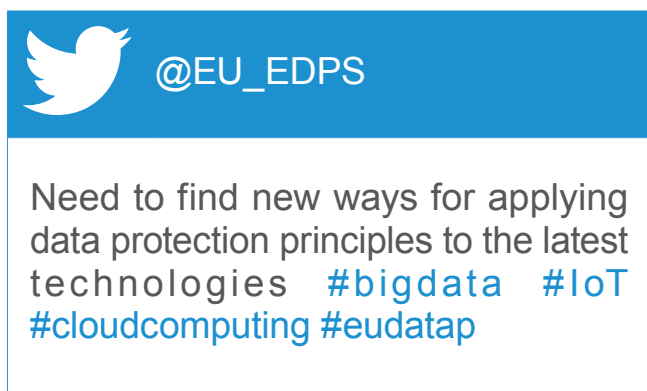 @EU_EDPS
Need to find new ways for applying
data protection principles to the latest
technologies #bigdata #IoT
#cloudcomputing #eudatap